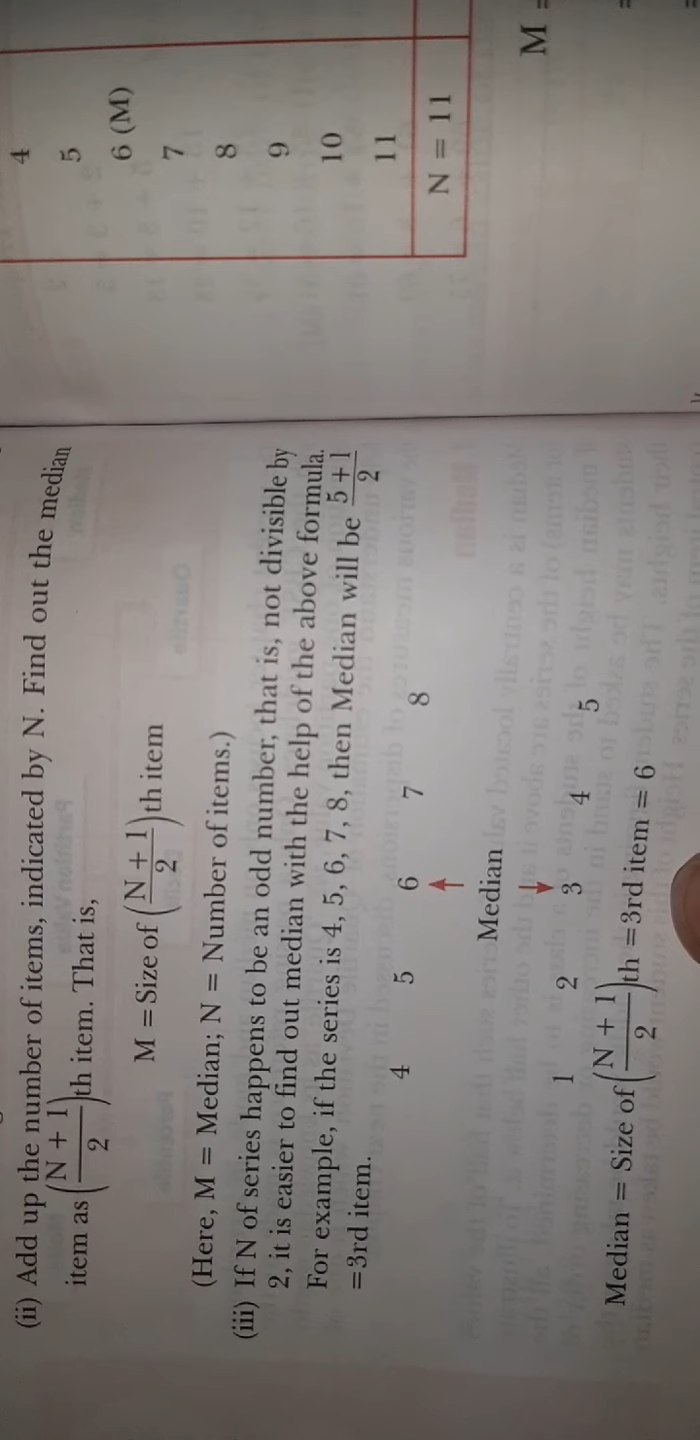 (ii) Add up the number of items, indicated by N. Find out the median
item as ((N + 1)/2)th item. That is,
M = Size of ((N + 1)/2)th item
(Here, M = Median; N = Number of items.)
(iii) If N of series happens to be an odd number, that is, not divisible by
2, it is easier to find out median with the help of the above formula.
For example, if the series is 4, 5, 6, 7, 8, then Median will be (5 + 1)/2
= 3rd item.
4 5 6 7 8
Median
1 2 3 4 5
Median = Size of ((N + 1)/2)th = 3rd item = 6
4
5
6 (M)
7
8
9
10
11
N = 11
M =